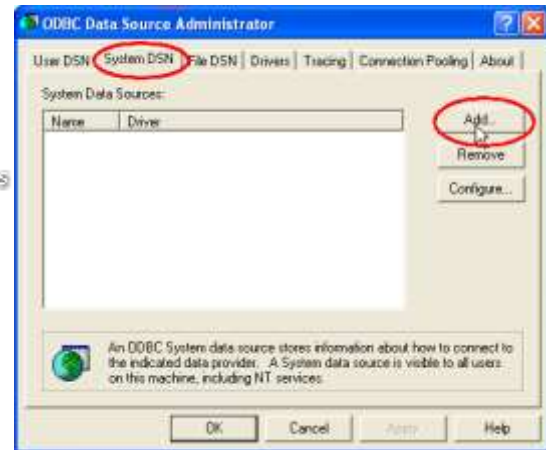 ODBC Data Source Administrator
User DSN System DSN File DSN Drivers Tracing Connection Pooling About
System Data Sources:
Name Driver
Add...
Remove
Configure...
An ODBC System data source stores information about how to connect to
the indicated data provider. A System data source is visible to all users
on this machine, including NT services.
OK Cancel Apply Help